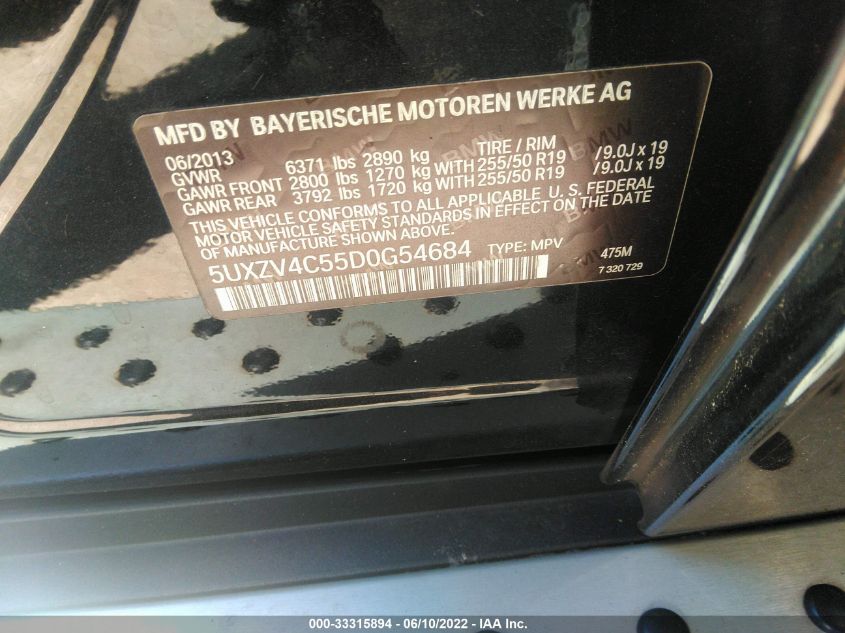 MFD BY BAYERISCHE MOTOREN WERKE AG
06/2013 TIRE / RIM
GVWR 6371 lbs 2890 kg
GAWR FRONT 2800 lbs 1270 kg WITH 255/50 R19 /9.0J x 19
GAWR REAR 3792 lbs 1720 kg WITH 255/50 R19 /9.0J x 19
THIS VEHICLE CONFORMS TO ALL APPLICABLE U.S. FEDERAL
MOTOR VEHICLE SAFETY STANDARDS IN EFFECT ON THE DATE
OF MANUFACTURE SHOWN ABOVE.
5UXZV4C55D0G54684 TYPE: MPV 475M
7 320 729
000-33315894 - 06/10/2022 - IAA Inc.